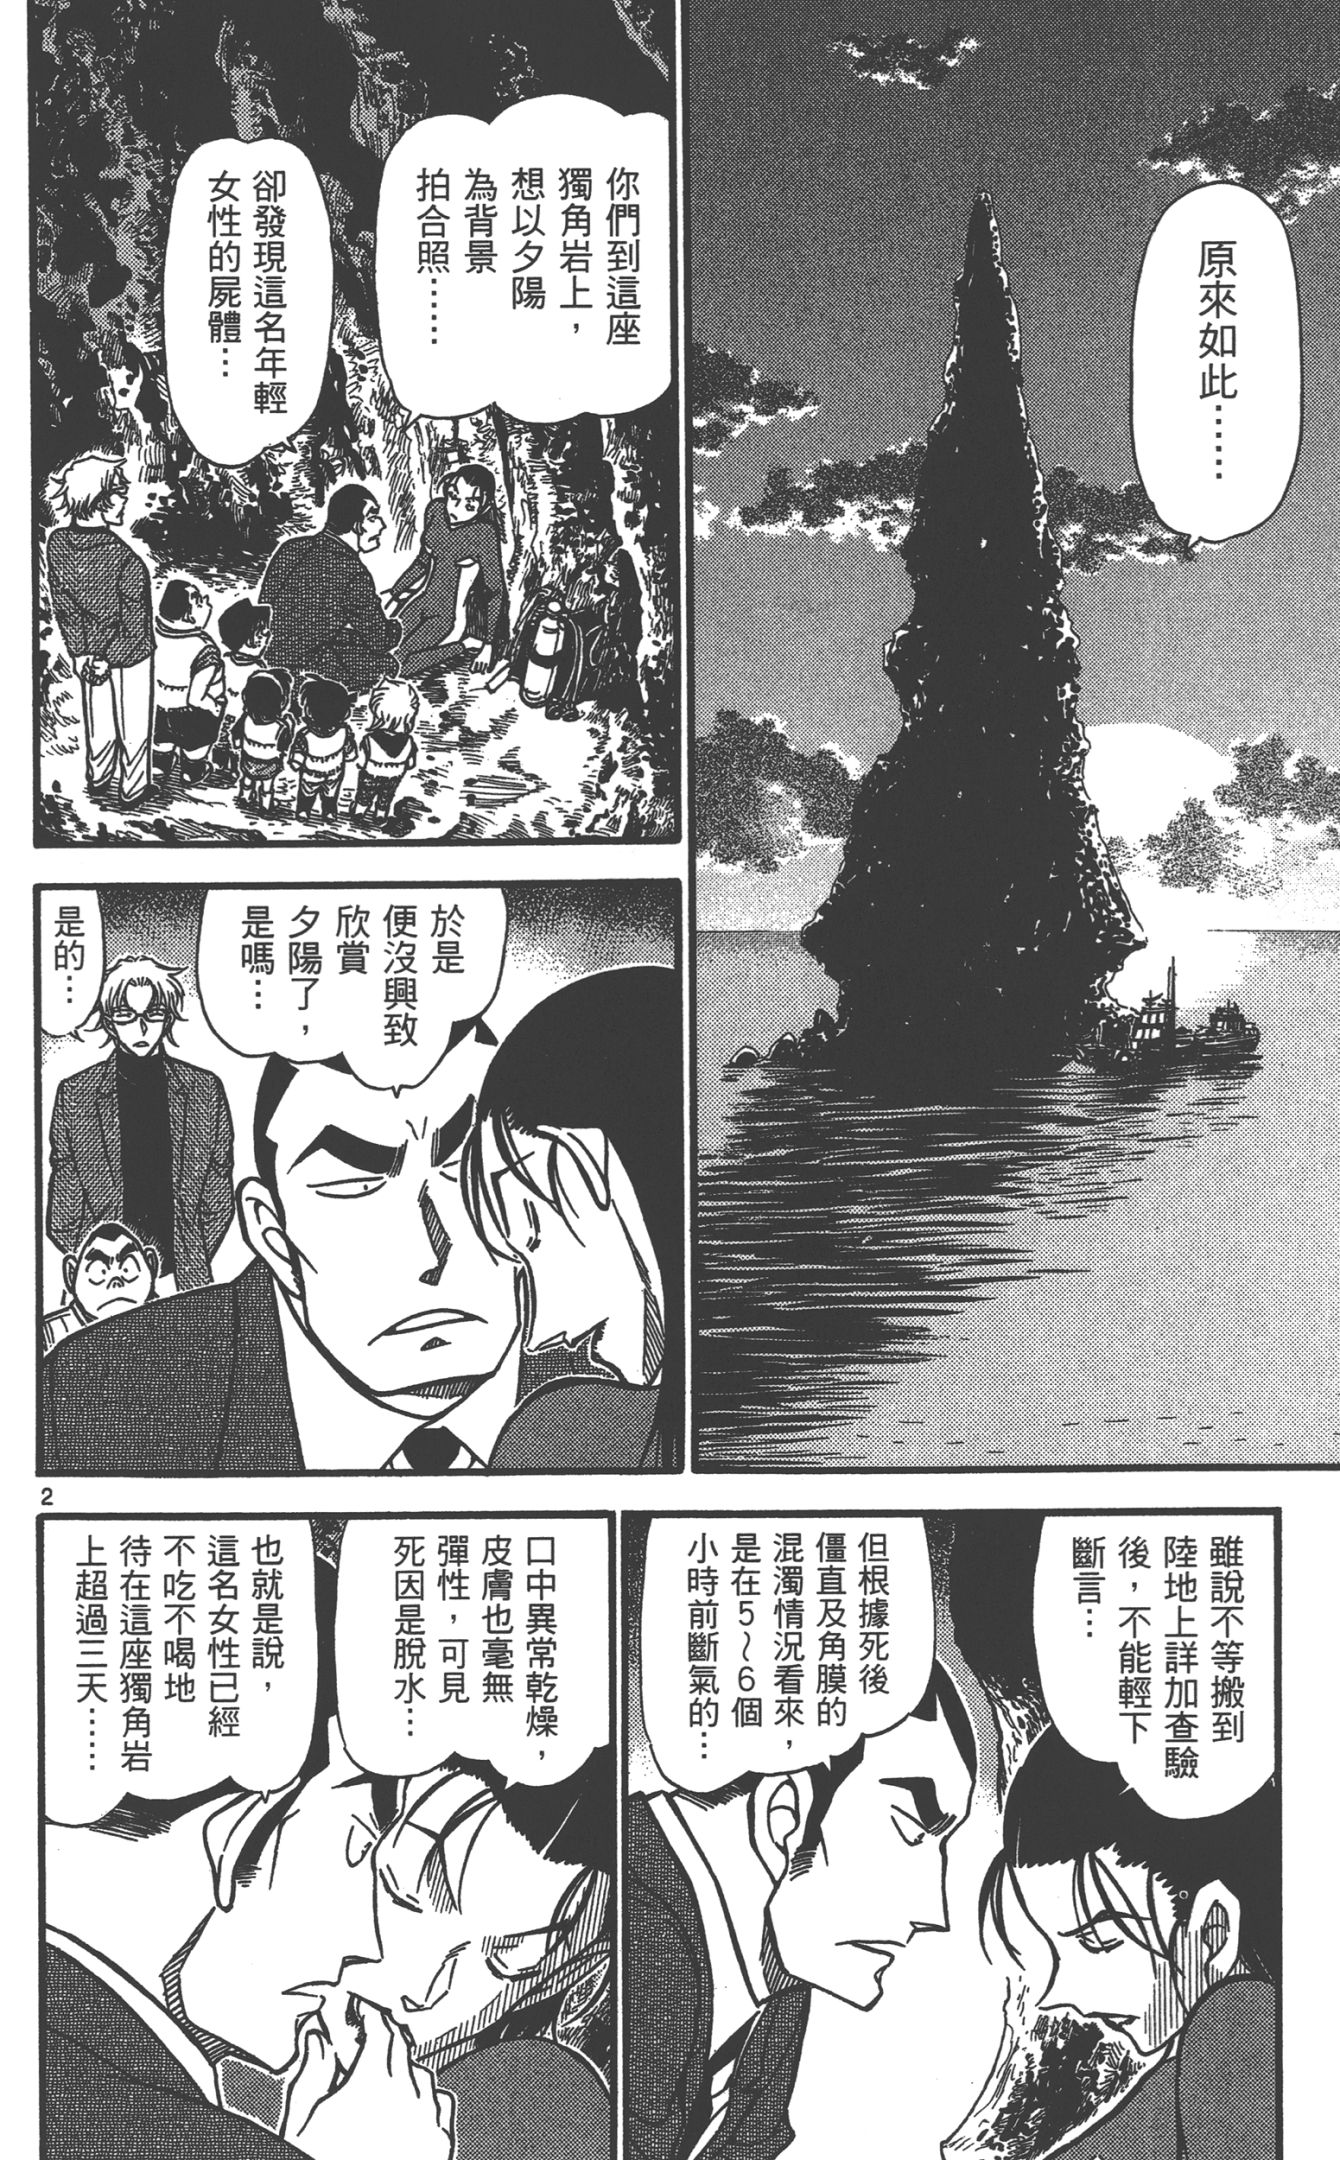 原來如此……
你們到這座
獨角岩上，
想以夕陽
為背景
拍合照……
卻發現這名年輕
女性的屍體…
於是
便沒興致
欣賞
夕陽了，
是嗎…
是的…
2
雖說不等搬到
陸地上詳加查驗
後，不能輕下
斷言…
但根據死後
僵直及角膜的
混濁情況看來，
是在5～6個
小時前斷氣的…
口中異常乾燥，
皮膚也毫無
彈性，可見
死因是脫水…
也就是說，
這名女性已經
不吃不喝地
待在這座獨角岩
上超過三天……